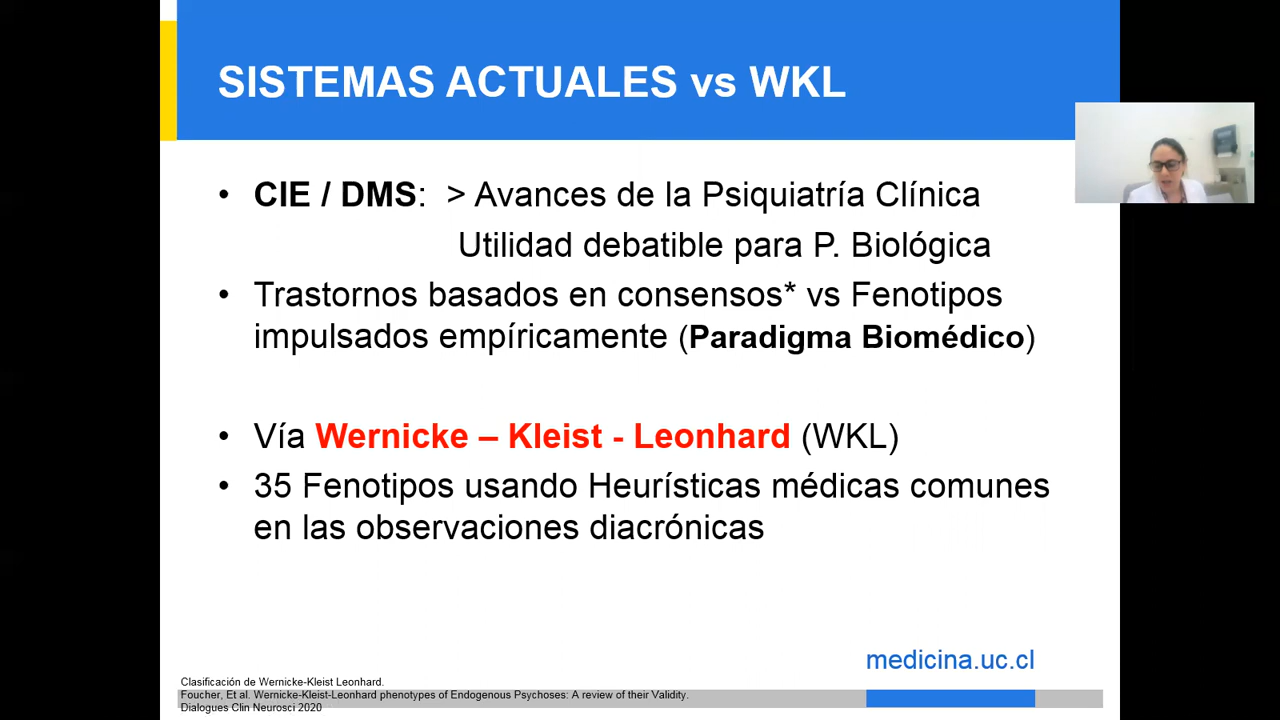 SISTEMAS ACTUALES vs WKL
• CIE / DMS: > Avances de la Psiquiatría Clínica
Utilidad debatible para P. Biológica
• Trastornos basados en consensos* vs Fenotipos
impulsados empíricamente (Paradigma Biomédico)
• Vía Wernicke – Kleist - Leonhard (WKL)
• 35 Fenotipos usando Heurísticas médicas comunes
en las observaciones diacrónicas
medicina.uc.cl
Clasificación de Wernicke-Kleist Leonhard.
Foucher, Et al. Wernicke-Kleist-Leonhard phenotypes of Endogenous Psychoses: A review of their Validity.
Dialogues Clin Neurosci 2020